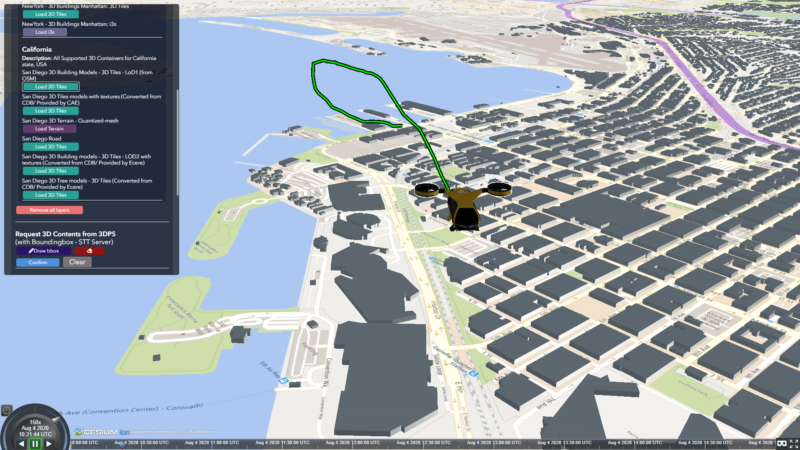 NewYork - 3D Buildings Manhattan: 3D Tiles
Load 3D Tiles
NewYork - 3D Buildings Manhattan: i3s
Load i3s
California
Description: All Supported 3D Containers for California
state, USA
San Diego 3D Building Models - 3D Tiles - LoD1 (from
OSM)
Load 3D Tiles
San Diego 3D Tiles models with textures (Converted from
CDB/ Provided by CAE)
Load 3D Tiles
San Diego 3D Terrain - Quantized-mesh
Load Terrain
San Diego Road
Load 3D Tiles
San Diego 3D Building models - 3D Tiles - LOD2 with
textures (Converted from CDB/ Provided by Ecere)
Load 3D Tiles
San Diego 3D Tree models - 3D Tiles (Converted from
CDB/ Provided by Ecere)
Load 3D Tiles
Remove all layers
Request 3D Contents from 3DPS
(with Boundingbox - STT Server)
Draw bbox
Confirm
Clear
Convention Wy
Ave (Convention Center) - Coronado
150x
Aug 4 2020
10:21:44 UTC
CESIUM ion
Aug 4 2020 10:30:00 UTC
Aug 4 2020 11:00:00 UTC
Aug 4 2020 11:30:00 UTC
Aug 4 2020 12:00:00 UTC
Aug 4 2020 12:30:00 UTC
Aug 4 2020 13:00:00 UTC
Aug 4 2020 13:30:00 UTC
Aug 4 2020 14:00:00 UTC
Aug 4 2020 14:30:00 UTC